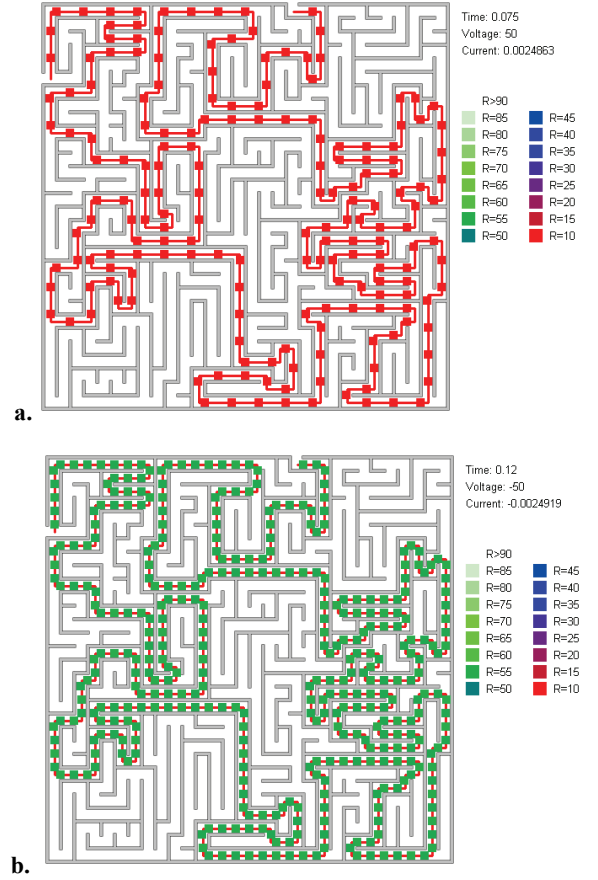 Time: 0.075
Voltage: 50
Current: 0.0024863
R>90
R=85 R=45
R=80 R=40
R=75 R=35
R=70 R=30
R=65 R=25
R=60 R=20
R=55 R=15
R=50 R=10
a.
Time: 0.12
Voltage: -50
Current: -0.0024919
R>90
R=85 R=45
R=80 R=40
R=75 R=35
R=70 R=30
R=65 R=25
R=60 R=20
R=55 R=15
R=50 R=10
b.